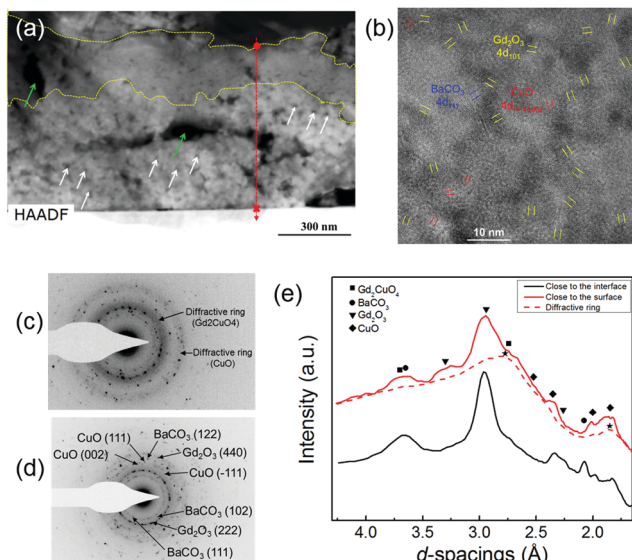 (a)
HAADF
300 nm
(b)
Gd₂O₃
4d₁₀₁
BaCO₃
CuO
10 nm
(c)
Diffractive ring
(Gd2CuO4)
Diffractive ring
(CuO)
(d)
CuO (111)
BaCO₃ (122)
CuO (002)
Gd₂O₃ (440)
CuO (-111)
BaCO₃ (102)
Gd₂O₃ (222)
BaCO₃ (111)
(e)
Gd₂CuO₄
BaCO₃
Gd₂O₃
CuO
Close to the interface
Close to the surface
Diffractive ring
Intensity (a.u.)
4.0 3.5 3.0 2.5 2.0
d-spacings (Å)